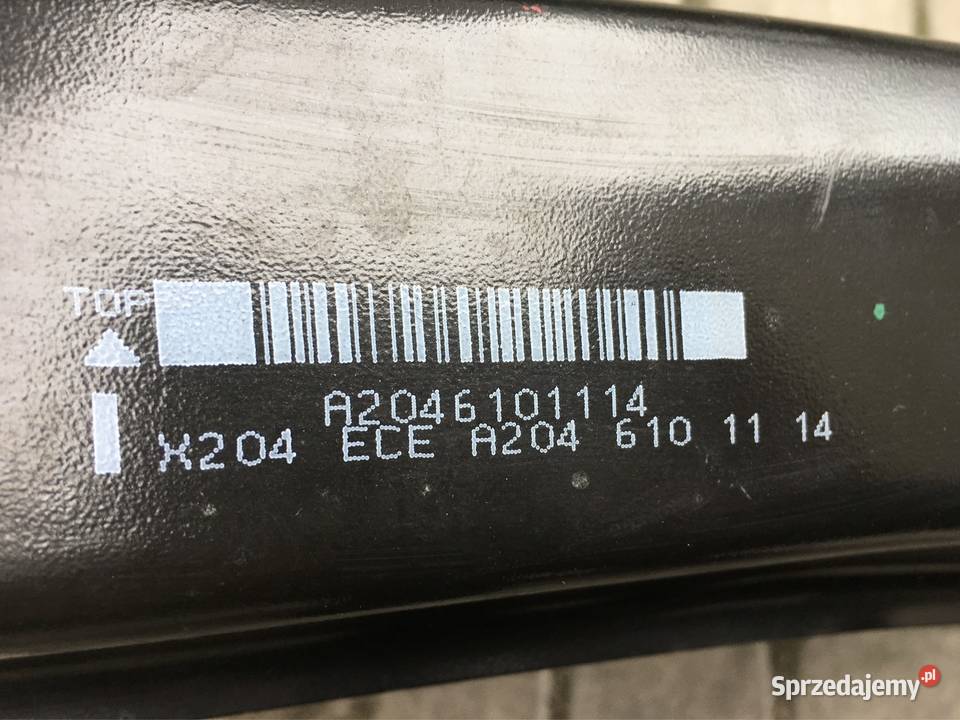 TOP
A2046101114
X204 ECE A204 610 11 14
Sprzedajemy.pl